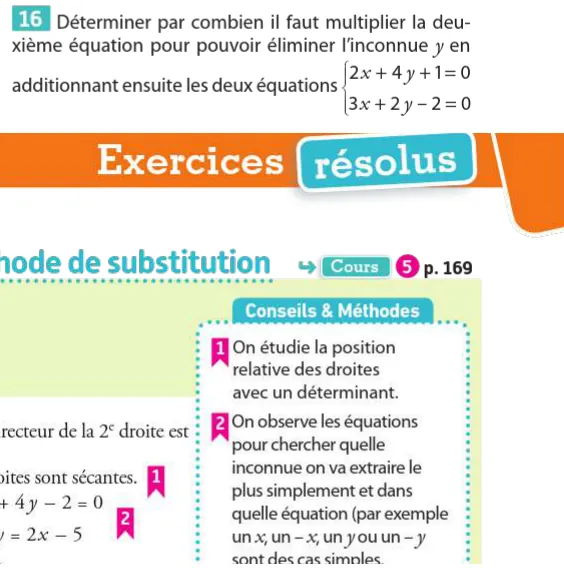 16 Déterminer par combien il faut multiplier la deu-
xième équation pour pouvoir éliminer l’inconnue y en
additionnant ensuite les deux équations { 2x + 4y + 1 = 0
3x + 2y – 2 = 0
Exercices résolus
hode de substitution
Cours 5 p. 169
Conseils & Méthodes
1 On étudie la position
relative des droites
avec un déterminant.
2 On observe les équations
pour chercher quelle
inconnue on va extraire le
plus simplement et dans
quelle équation (par exemple
un x, un – x, un y ou un – y
sont des cas simples.
recteur de la 2e droite est
oites sont sécantes. 1
+ 4y – 2 = 0
y = 2x – 5
2